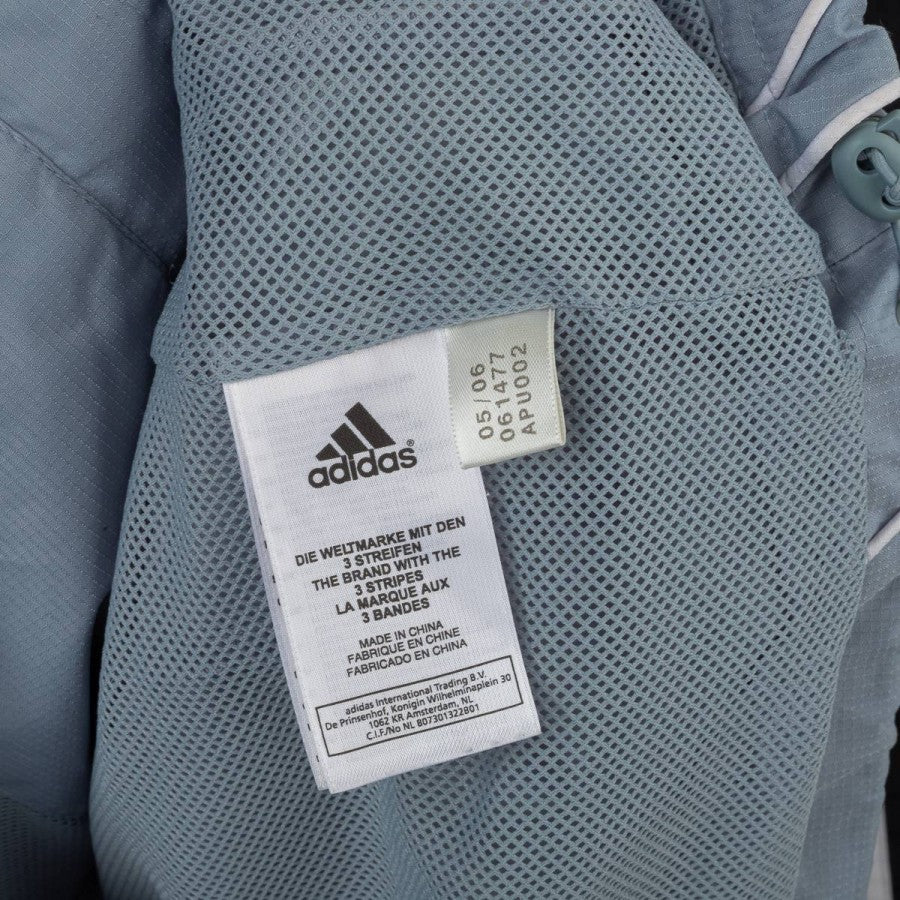 05/06
061477
APU002
adidas®
DIE WELTMARKE MIT DEN
3 STREIFEN
THE BRAND WITH THE
3 STRIPES
LA MARQUE AUX
3 BANDES
MADE IN CHINA
FABRIQUE EN CHINE
FABRICADO EN CHINA
adidas International Trading B.V.
De Prinsenhof, Konigin Wilhelminaplein 30
1062 KR Amsterdam, NL
C.I.F./No NL 807301322B01